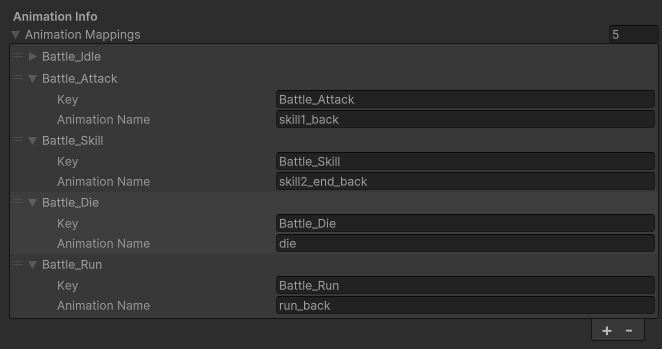 Animation Info
Animation Mappings 5
Battle_Idle
Battle_Attack
Key Battle_Attack
Animation Name skill1_back
Battle_Skill
Key Battle_Skill
Animation Name skill2_end_back
Battle_Die
Key Battle_Die
Animation Name die
Battle_Run
Key Battle_Run
Animation Name run_back
+ -